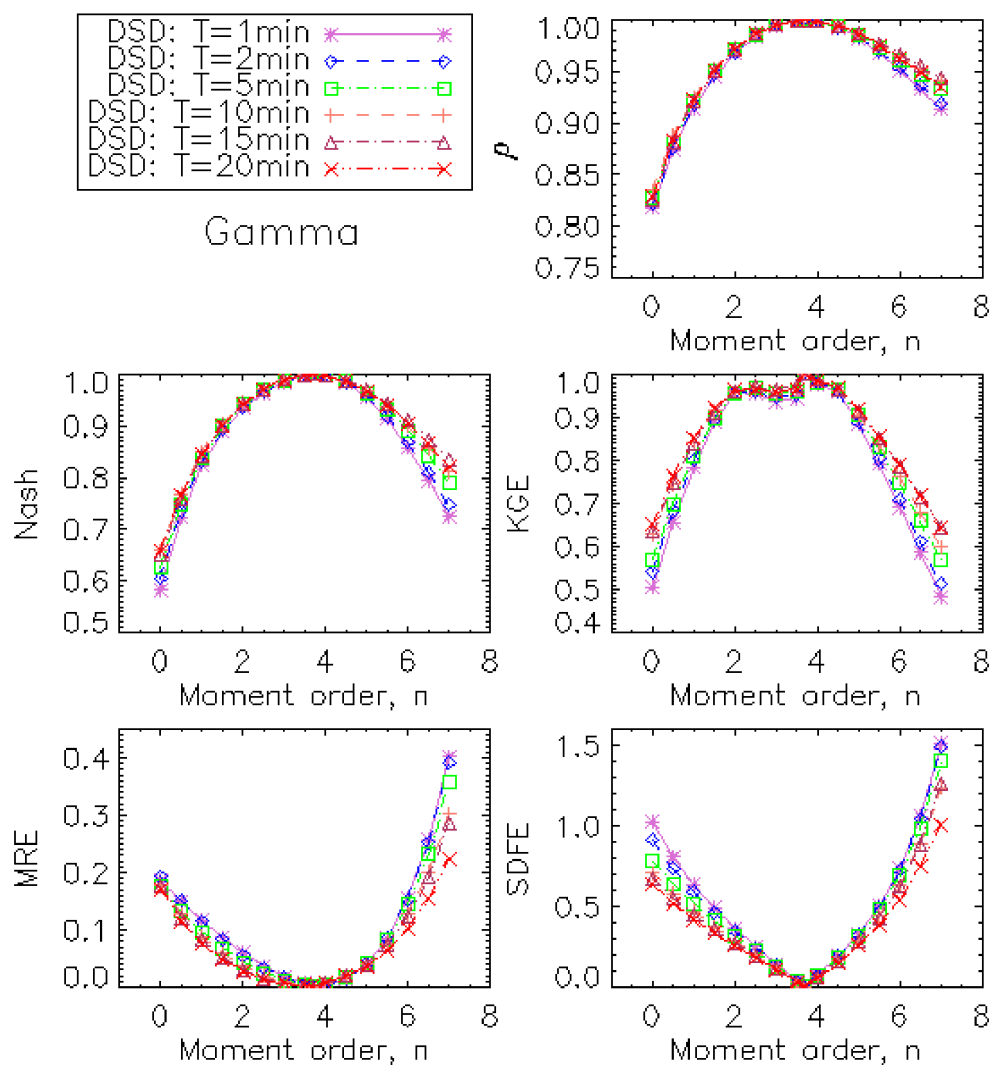 DSD: T=1min
DSD: T=2min
DSD: T=5min
DSD: T=10min
DSD: T=15min
DSD: T=20min
Gamma
ρ
1.00
0.95
0.90
0.85
0.80
0.75
0 2 4 6 8
Moment order, n
Nash
1.0
0.9
0.8
0.7
0.6
0.5
0 2 4 6 8
Moment order, n
KGE
1.0
0.9
0.8
0.7
0.6
0.5
0.4
0 2 4 6 8
Moment order, n
MRE
0.4
0.3
0.2
0.1
0.0
0 2 4 6 8
Moment order, n
SDFE
1.5
1.0
0.5
0.0
0 2 4 6 8
Moment order, n